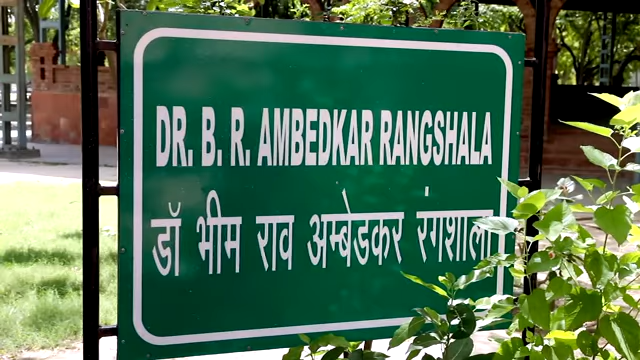 DR. B. R. AMBEDKAR RANGSHALA
डॉ भीम राव अम्बेडकर रंगशाला